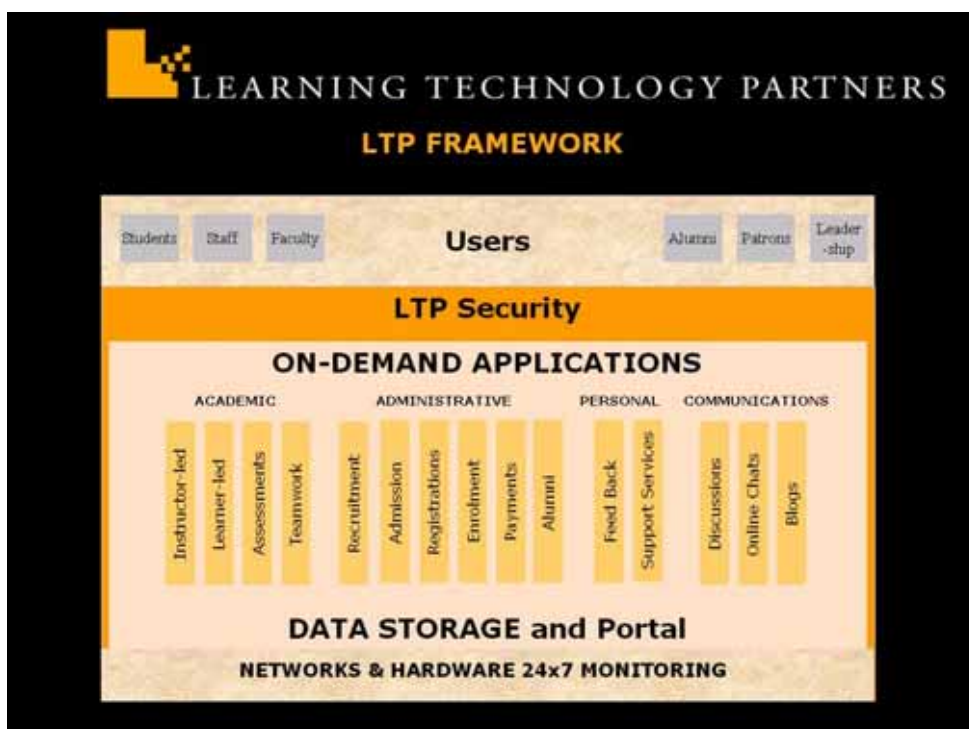 LEARNING TECHNOLOGY PARTNERS
LTP FRAMEWORK
Students Staff Faculty Users Alumni Patrons Leader
-ship
LTP Security
ON-DEMAND APPLICATIONS
ACADEMIC ADMINISTRATIVE PERSONAL COMMUNICATIONS
Instructor-led
Learner-led
Assessments
Teamwork
Recruitment
Admission
Registrations
Enrolment
Payments
Alumni
Feed Back
Support Services
Discussions
Online Chats
Blogs
DATA STORAGE and Portal
NETWORKS & HARDWARE 24x7 MONITORING